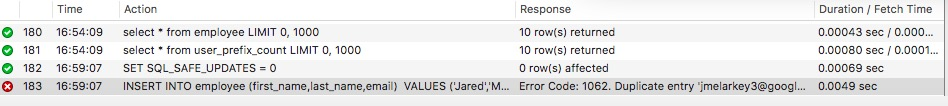 Time Action Response Duration / Fetch Time
180 16:54:09 select * from employee LIMIT 0, 1000 10 row(s) returned 0.00043 sec / 0.000...
181 16:54:09 select * from user_prefix_count LIMIT 0, 1000 10 row(s) returned 0.00080 sec / 0.0001...
182 16:59:07 SET SQL_SAFE_UPDATES = 0 0 row(s) affected 0.00069 sec
183 16:59:07 INSERT INTO employee (first_name,last_name,email) VALUES ('Jared','M... Error Code: 1062. Duplicate entry 'jmelarkey3@googl... 0.0049 sec